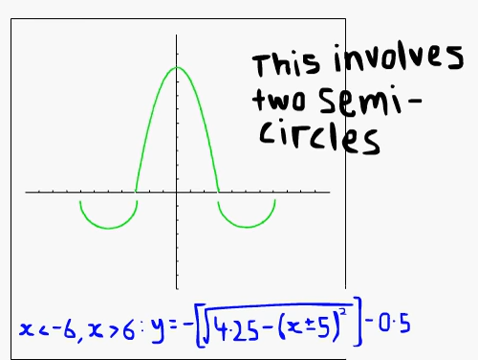 This involves
two semi-
circles
x<-6, x>6: y=-[√4.25-(x±5)²]-0.5